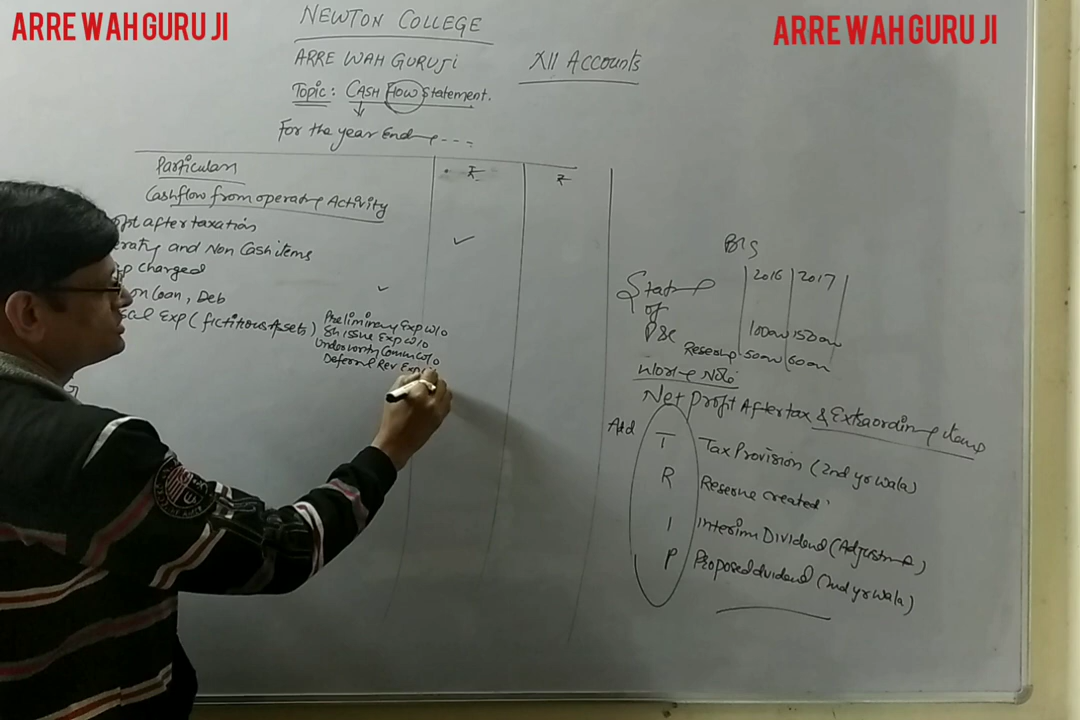 ARRE WAH GURU JI
ARRE WAH GURU JI
NEWTON COLLEGE
ARRE WAH GURUJI
XII ACCOUNTS
Topic: CASH FLOW Statement.
For the year Ending ----
Particulars
₹
₹
Cashflow from operating Activity
after taxation
and Non Cash items
Charged
on Loan, Deb
Exp (fictitious Assets)
Preliminary Exp w/o
Sh issue Exp w/o
Underwriting Comm w/o
Deferred Rev Exp
B/S
2016 2017
Statement
of
P&L
Reserve
Working Note
Net Profit After tax & Extraordinary items
Add
T Tax Provision (2nd yr wala)
R Reserve created
I Interim Dividend (Adjustment)
P Proposed dividend (2nd yr wala)